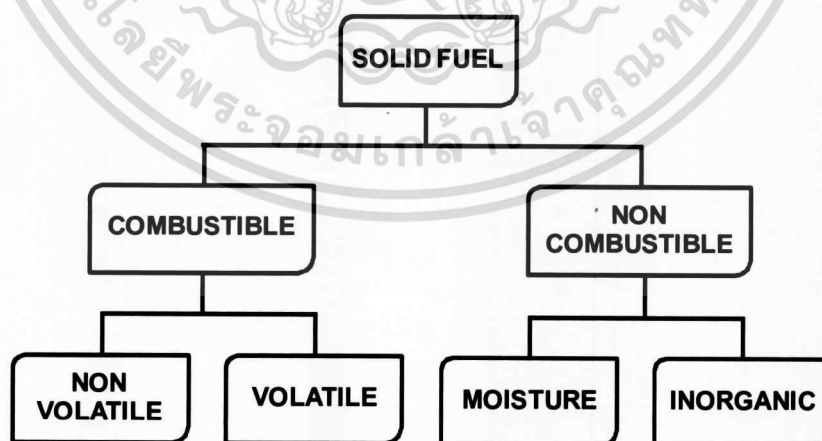 SOLID FUEL
COMBUSTIBLE
NON
COMBUSTIBLE
NON
VOLATILE
VOLATILE
MOISTURE
INORGANIC